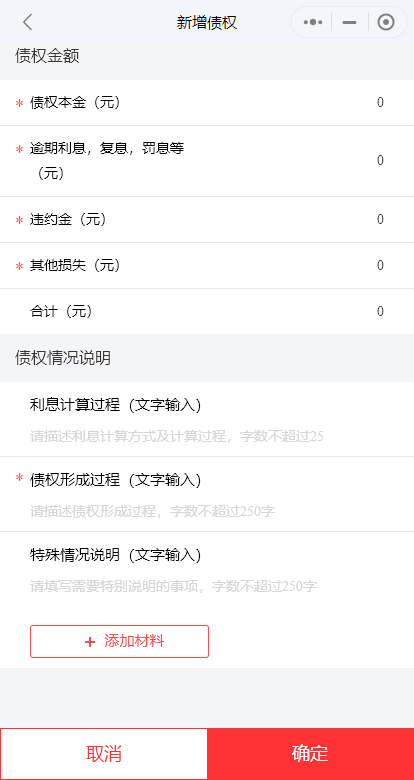 新增债权
债权金额
* 债权本金（元） 0
* 逾期利息，复息，罚息等
（元） 0
* 违约金（元） 0
* 其他损失（元） 0
合计（元） 0
债权情况说明
利息计算过程（文字输入）
请描述利息计算方式及计算过程，字数不超过25
* 债权形成过程（文字输入）
请描述债权形成过程，字数不超过250字
特殊情况说明（文字输入）
请填写需要特别说明的事项，字数不超过250字
+ 添加材料
取消 确定